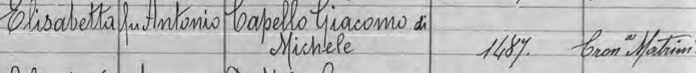 Elisabetta fu Antonio Capello Giacomo di
Michele 1487. Cron^a Matrim^i